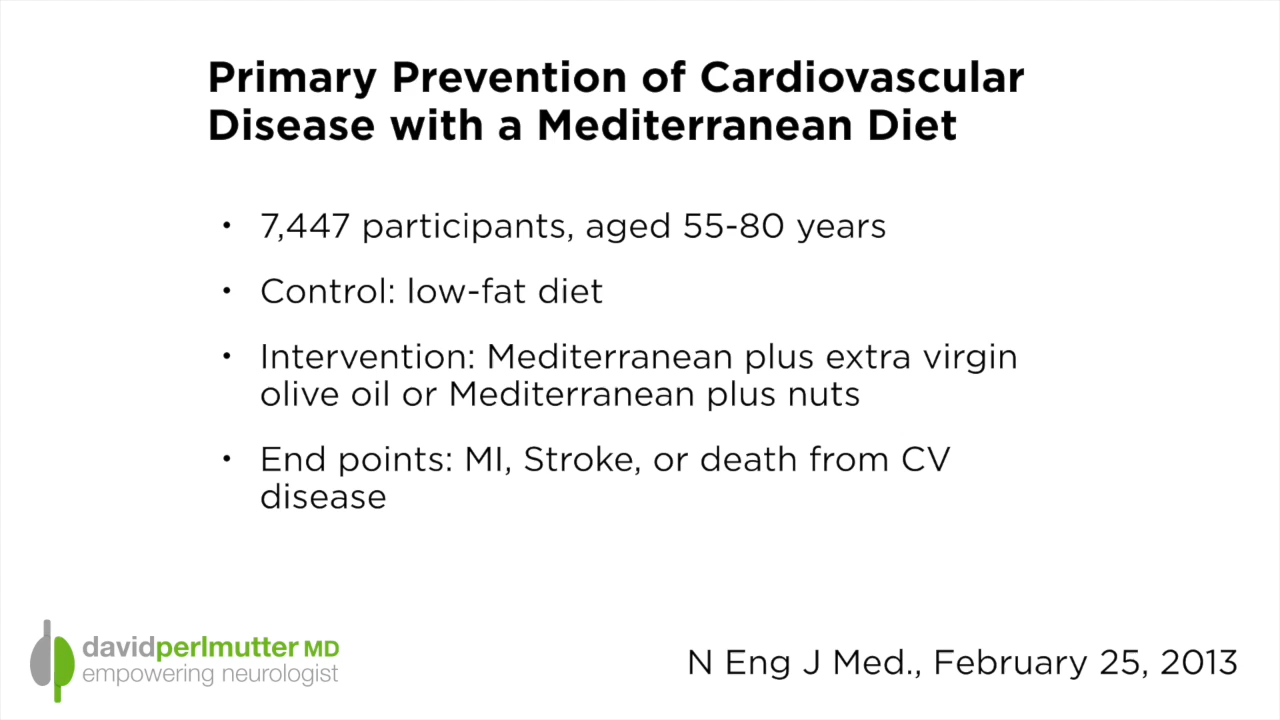 Primary Prevention of Cardiovascular
Disease with a Mediterranean Diet
• 7,447 participants, aged 55-80 years
• Control: low-fat diet
• Intervention: Mediterranean plus extra virgin
olive oil or Mediterranean plus nuts
• End points: MI, Stroke, or death from CV
disease
davidperlmutter MD
empowering neurologist
N Eng J Med., February 25, 2013